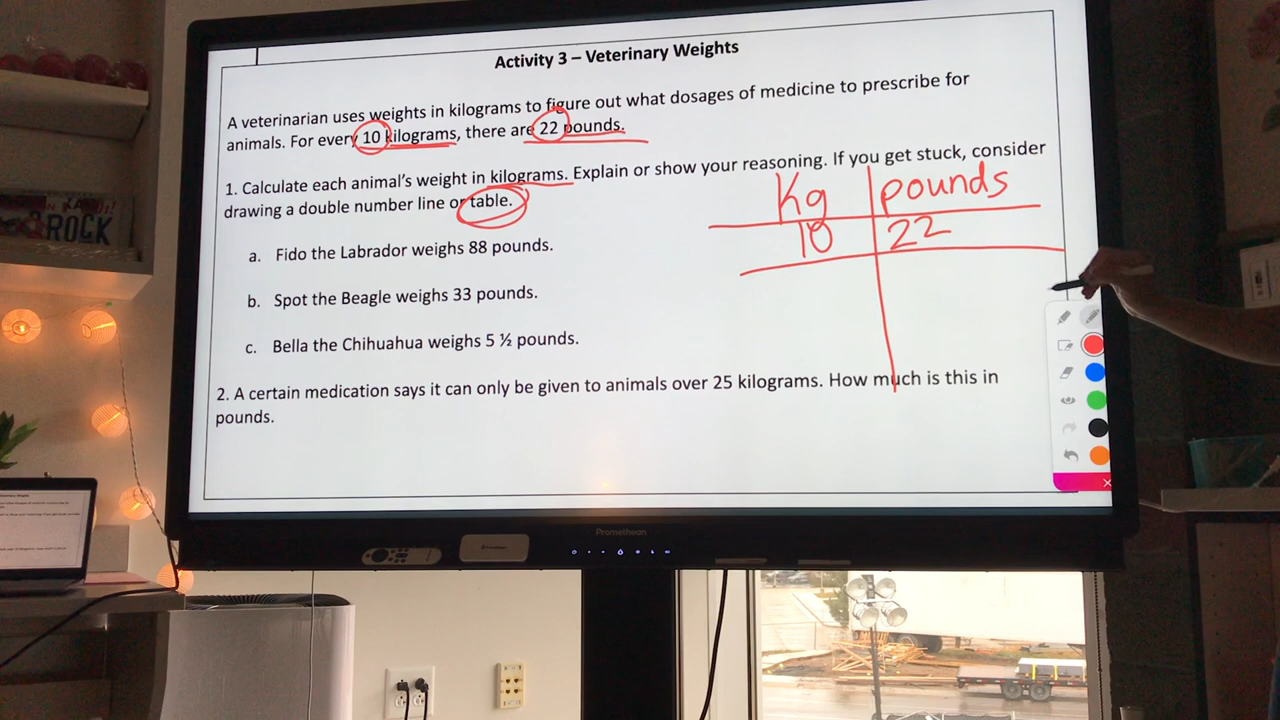 Activity 3 – Veterinary Weights
A veterinarian uses weights in kilograms to figure out what dosages of medicine to prescribe for
animals. For every 10 kilograms, there are 22 pounds.
1. Calculate each animal's weight in kilograms. Explain or show your reasoning. If you get stuck, consider
drawing a double number line or table.
Kg pounds
10 22
a. Fido the Labrador weighs 88 pounds.
b. Spot the Beagle weighs 33 pounds.
c. Bella the Chihuahua weighs 5 ½ pounds.
2. A certain medication says it can only be given to animals over 25 kilograms. How much is this in
pounds.
Promethean
ROCK